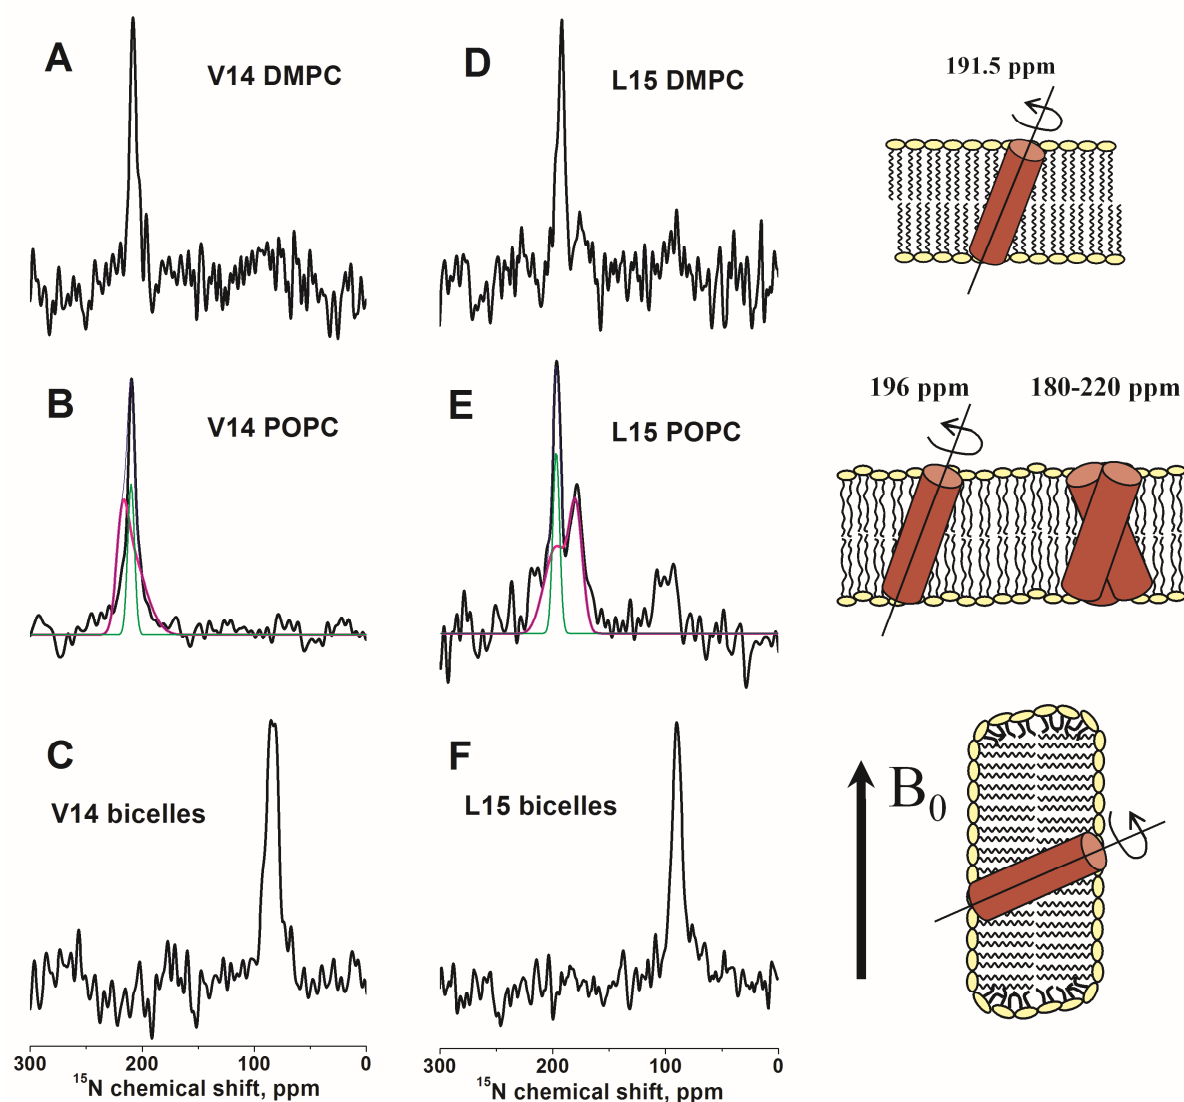 A
V14 DMPC
D
L15 DMPC
191.5 ppm
B
V14 POPC
E
L15 POPC
196 ppm
180-220 ppm
C
V14 bicelles
F
L15 bicelles
B0
300
200
100
0
300
200
100
0
15N chemical shift, ppm
15N chemical shift, ppm